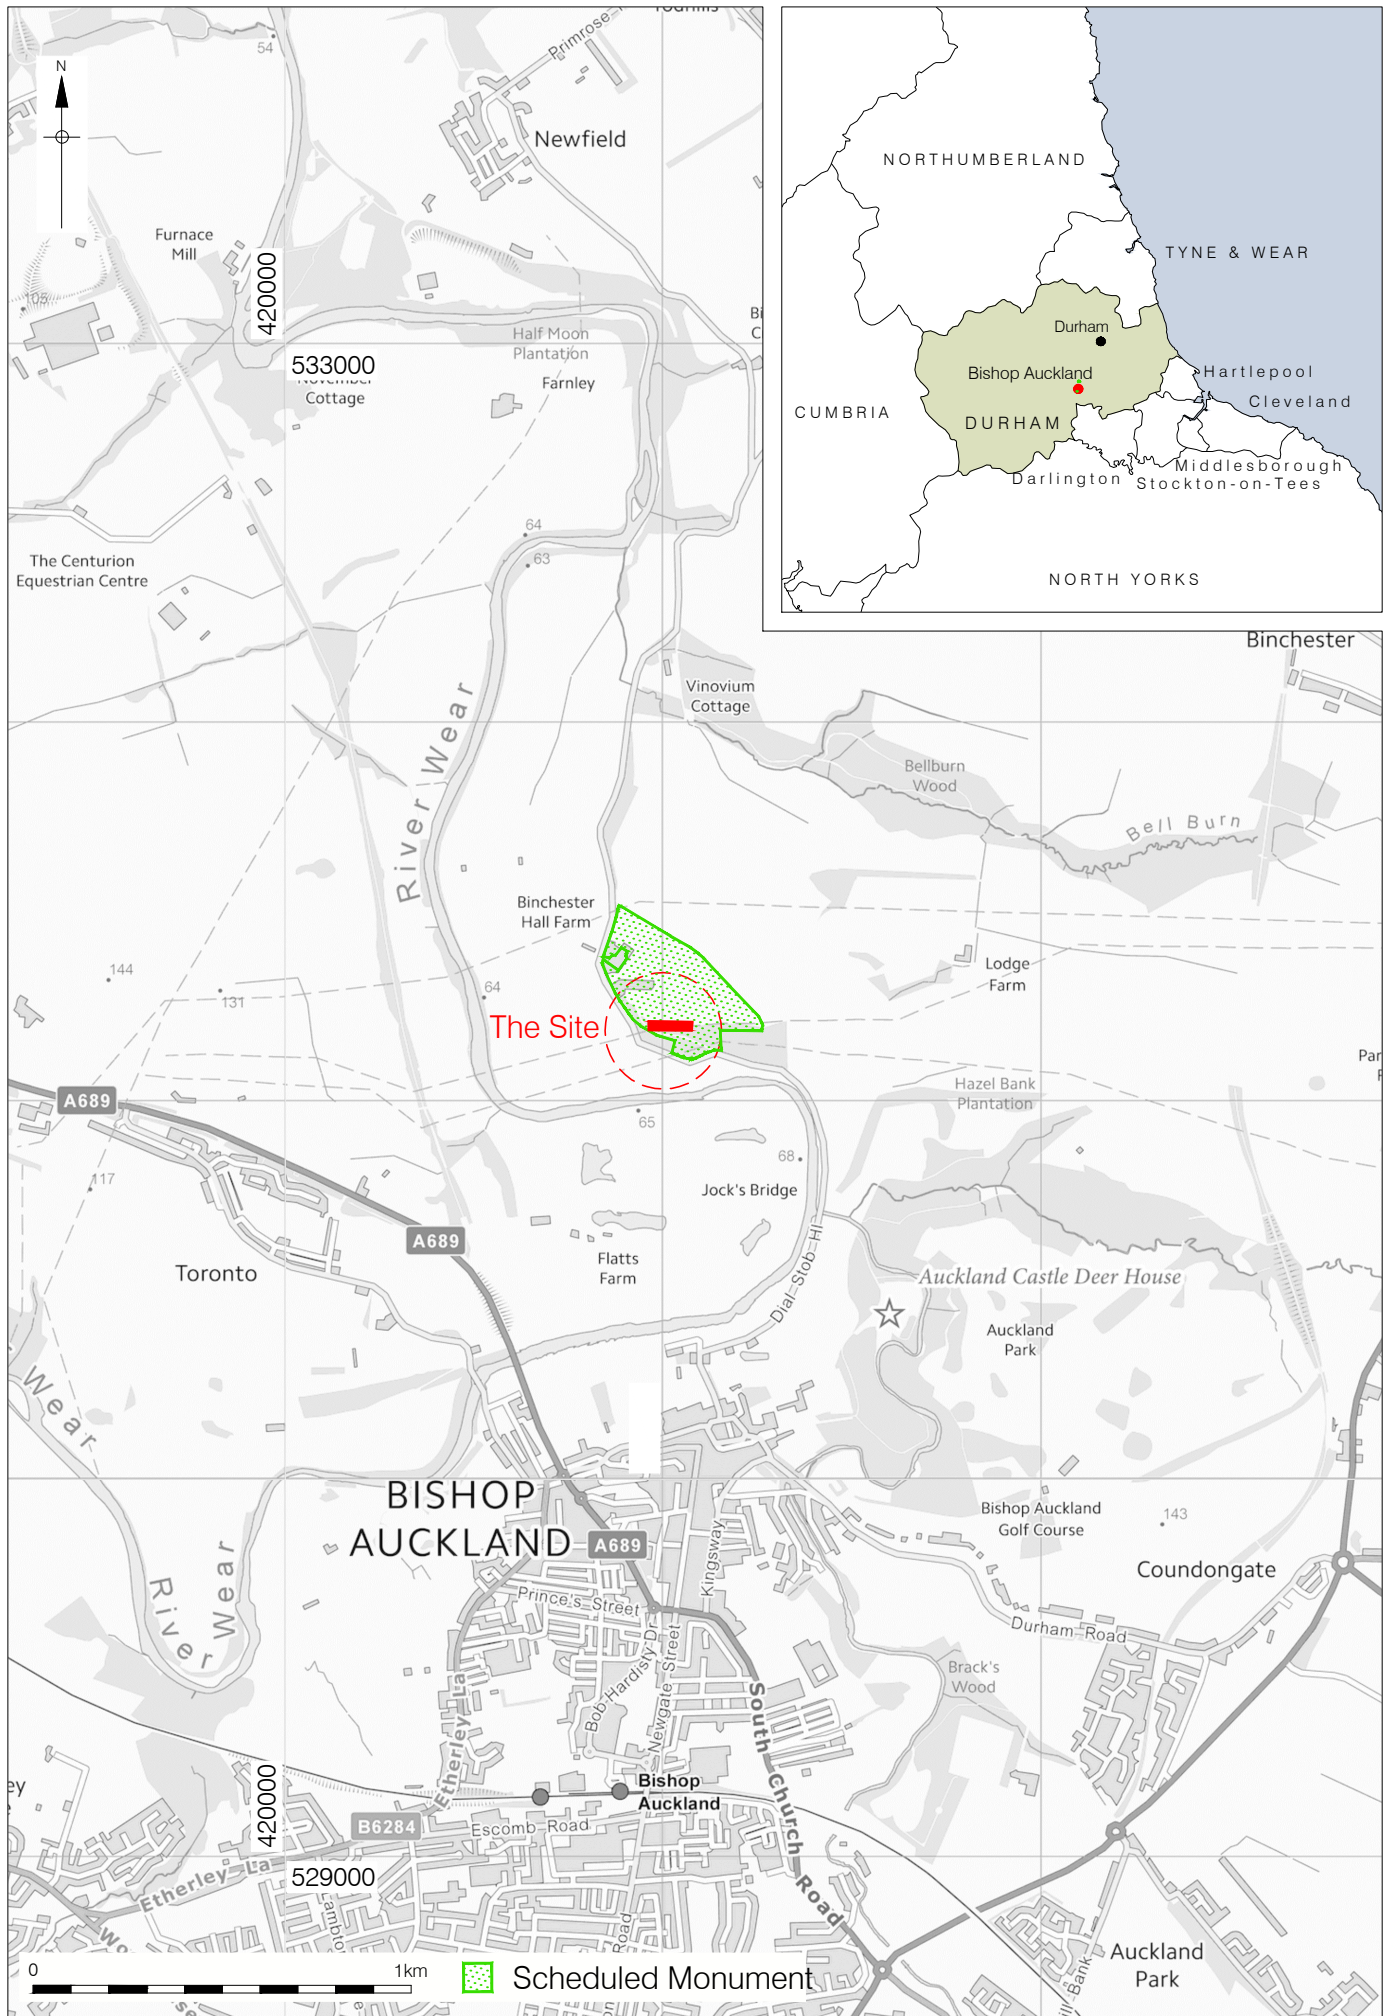 54
N
Primrose
Newfield
Furnace
Mill
105
420000
533000
Cottage
Half Moon
Plantation
Farnley
The Centurion
Equestrian Centre
64
63
NORTHUMBERLAND
TYNE & WEAR
Durham
Bishop Auckland
Hartlepool
Cleveland
CUMBRIA
DURHAM
Middlesborough
Darlington
Stockton-on-Tees
NORTH YORKS
Binchester
Vinovium
Cottage
River Wear
Bellburn
Wood
Bell Burn
Binchester
Hall Farm
Lodge
Farm
144
131
64
The Site
A689
Hazel Bank
Plantation
65
68
117
Jock's Bridge
A689
Flatts
Farm
Toronto
Dial-Stob-Hl
Auckland Castle Deer House
Auckland
Park
Wear
BISHOP
AUCKLAND
A689
Kingsway
Bishop Auckland
Golf Course
143
Coundongate
River Wear
Prince's Street
Durham Road
Bob-Hardisty-Dr
Newgate Street
Brack's
Wood
South Church Road
Etherley La
Bishop
Auckland
420000
B6284
Escomb Road
529000
Etherley La
Road
Auckland
Park
0
1km
Scheduled Monument